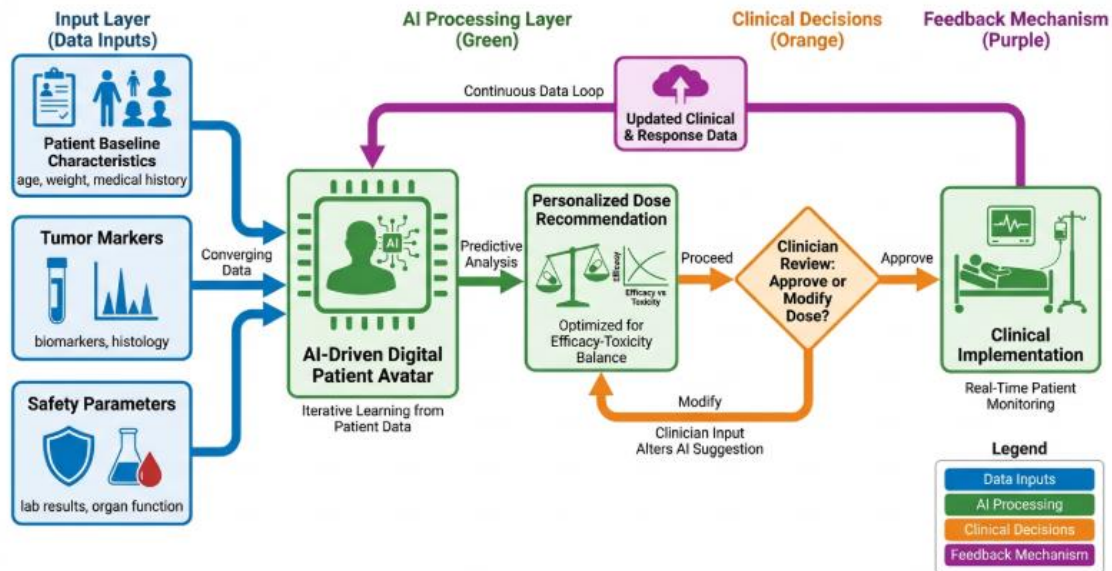 Input Layer
(Data Inputs)
AI Processing Layer
(Green)
Clinical Decisions
(Orange)
Feedback Mechanism
(Purple)
Patient Baseline
Characteristics
age, weight, medical history
Tumor Markers
biomarkers, histology
Safety Parameters
lab results, organ function
Converging
Data
Continuous Data Loop
Updated Clinical
& Response Data
AI
AI-Driven Digital
Patient Avatar
Iterative Learning from
Patient Data
Predictive
Analysis
Personalized Dose
Recommendation
Efficacy
Efficacy vs
Toxicity
Optimized for
Efficacy-Toxicity
Balance
Proceed
Clinician
Review:
Approve or
Modify
Dose?
Approve
Modify
Clinician Input
Alters AI Suggestion
Clinical
Implementation
Real-Time Patient
Monitoring
Legend
Data Inputs
AI Processing
Clinical Decisions
Feedback Mechanism